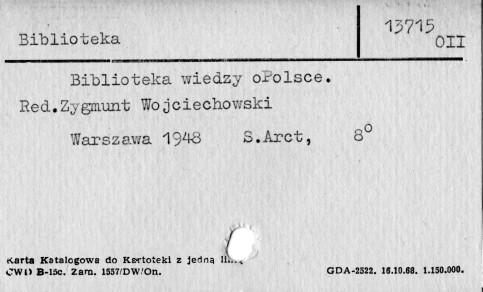 Biblioteka
13715
OII
Biblioteka wiedzy oPolsce.
Red.Zygmunt Wojciechowski
Warszawa 1948 S.Arct, 8°
Karta Katalogowa do Kartoteki z jedną
CWD B-15c. Zam. 1557/DW/On.
GDA-2522. 16.10.68. 1.150.000.